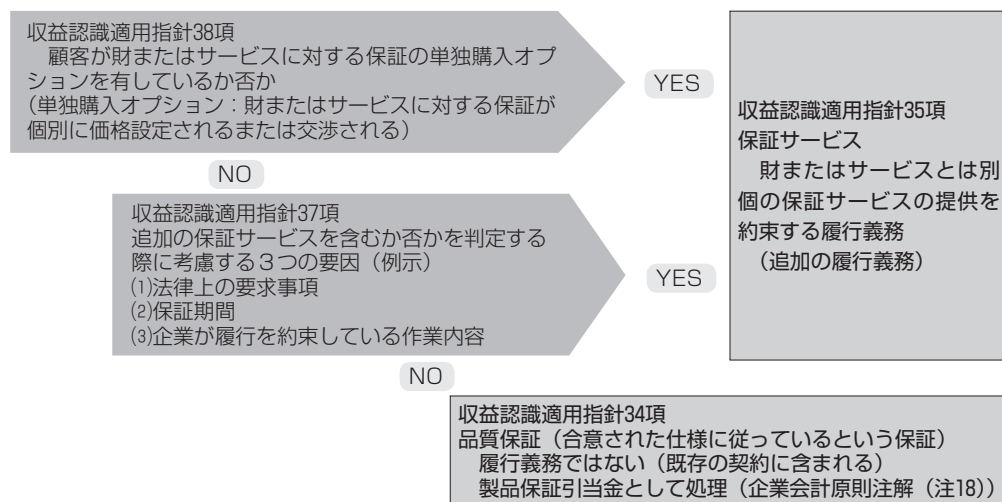 収益認識適用指針38項
　顧客が財またはサービスに対する保証の単独購入オプ
ションを有しているか否か
(単独購入オプション：財またはサービスに対する保証が
個別に価格設定されるまたは交渉される)
YES
NO
収益認識適用指針37項
追加の保証サービスを含むか否かを判定する
際に考慮する３つの要因（例示）
⑴法律上の要求事項
⑵保証期間
⑶企業が履行を約束している作業内容
YES
NO
収益認識適用指針35項
保証サービス
　財またはサービスとは別
個の保証サービスの提供を
約束する履行義務
（追加の履行義務）
収益認識適用指針34項
品質保証（合意された仕様に従っているという保証）
　履行義務ではない（既存の契約に含まれる）
　製品保証引当金として処理（企業会計原則注解（注18））